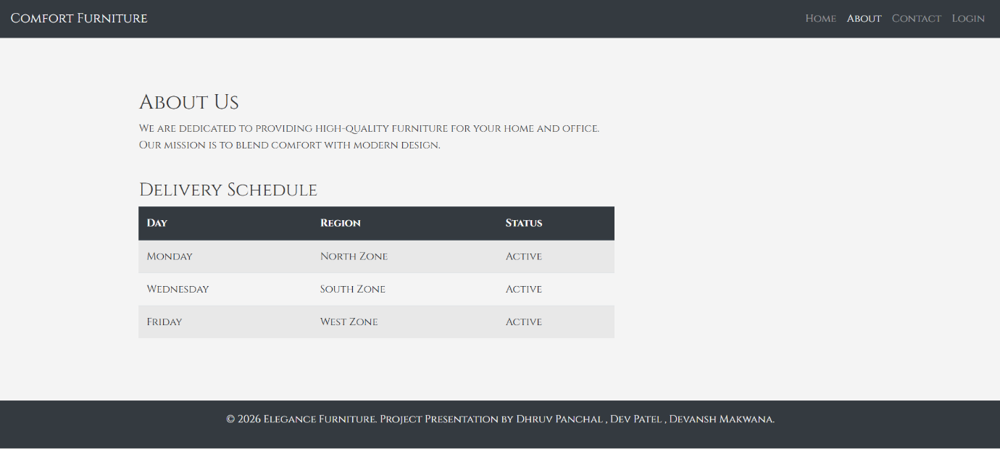 Comfort Furniture
Home About Contact Login
About Us
We are dedicated to providing high-quality furniture for your home and office.
Our mission is to blend comfort with modern design.
Delivery Schedule
Day Region Status
Monday North Zone Active
Wednesday South Zone Active
Friday West Zone Active
© 2026 Elegance Furniture. Project Presentation by Dhruv Panchal , Dev Patel , Devansh Makwana.